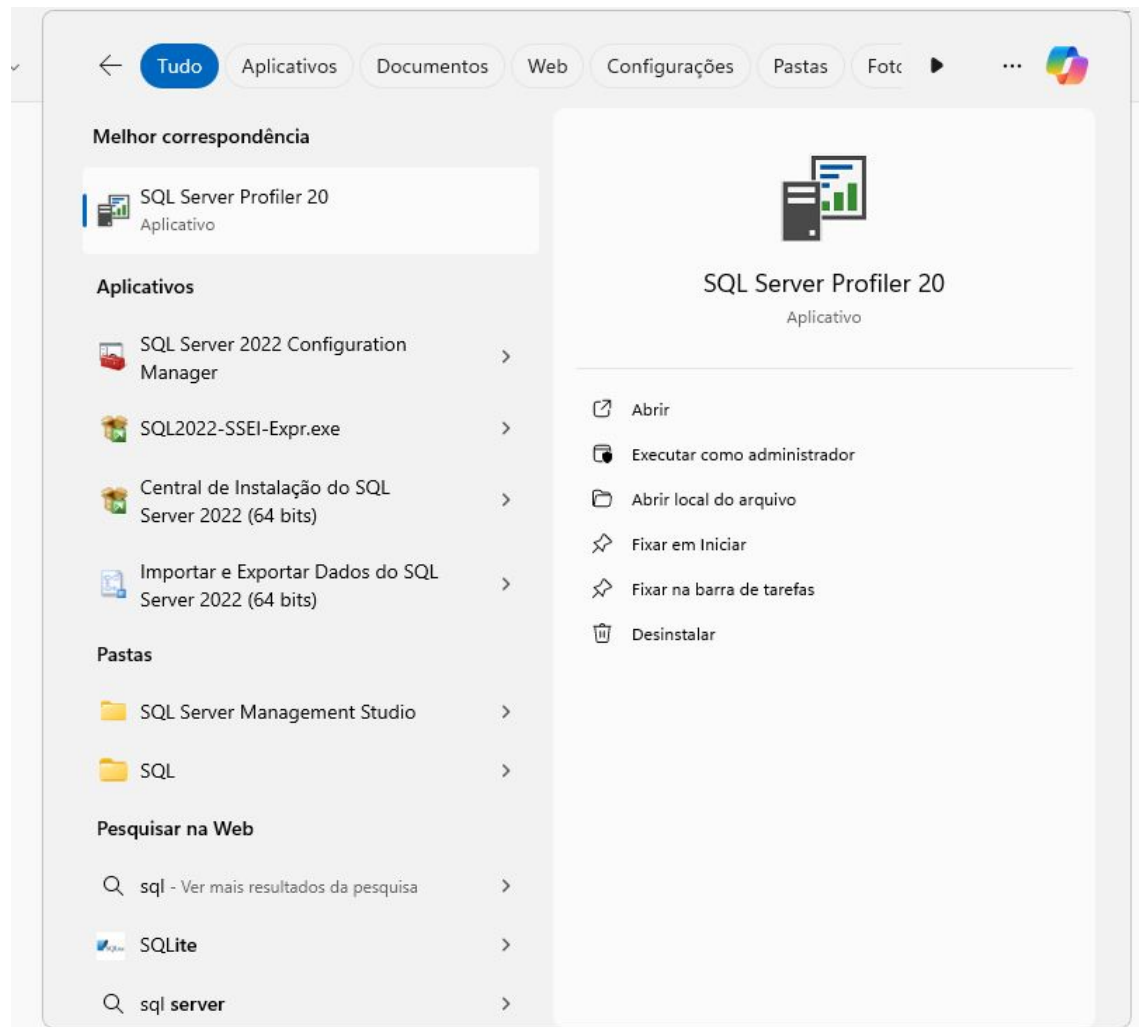 Tudo Aplicativos Documentos Web Configurações Pastas Fotc
Melhor correspondência
SQL Server Profiler 20
Aplicativo
Aplicativos
SQL Server 2022 Configuration
Manager
SQL2022-SSEI-Expr.exe
Central de Instalação do SQL
Server 2022 (64 bits)
Importar e Exportar Dados do SQL
Server 2022 (64 bits)
Pastas
SQL Server Management Studio
SQL
Pesquisar na Web
sql - Ver mais resultados da pesquisa
SQLite
sql server
SQL Server Profiler 20
Aplicativo
Abrir
Executar como administrador
Abrir local do arquivo
Fixar em Iniciar
Fixar na barra de tarefas
Desinstalar